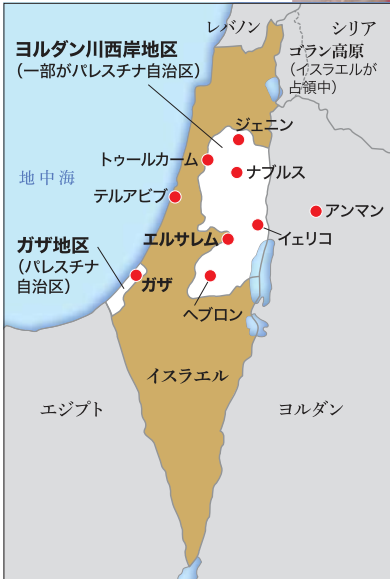 レバノン
シリア
ヨルダン川西岸地区
（一部がパレスチナ自治区）
ゴラン高原
（イスラエルが
占領中）
ジェニン
トゥールカーム
ナブルス
地中海
テルアビブ
アンマン
エルサレム
イェリコ
ガザ地区
（パレスチナ
自治区）
ガザ
ヘブロン
イスラエル
エジプト
ヨルダン